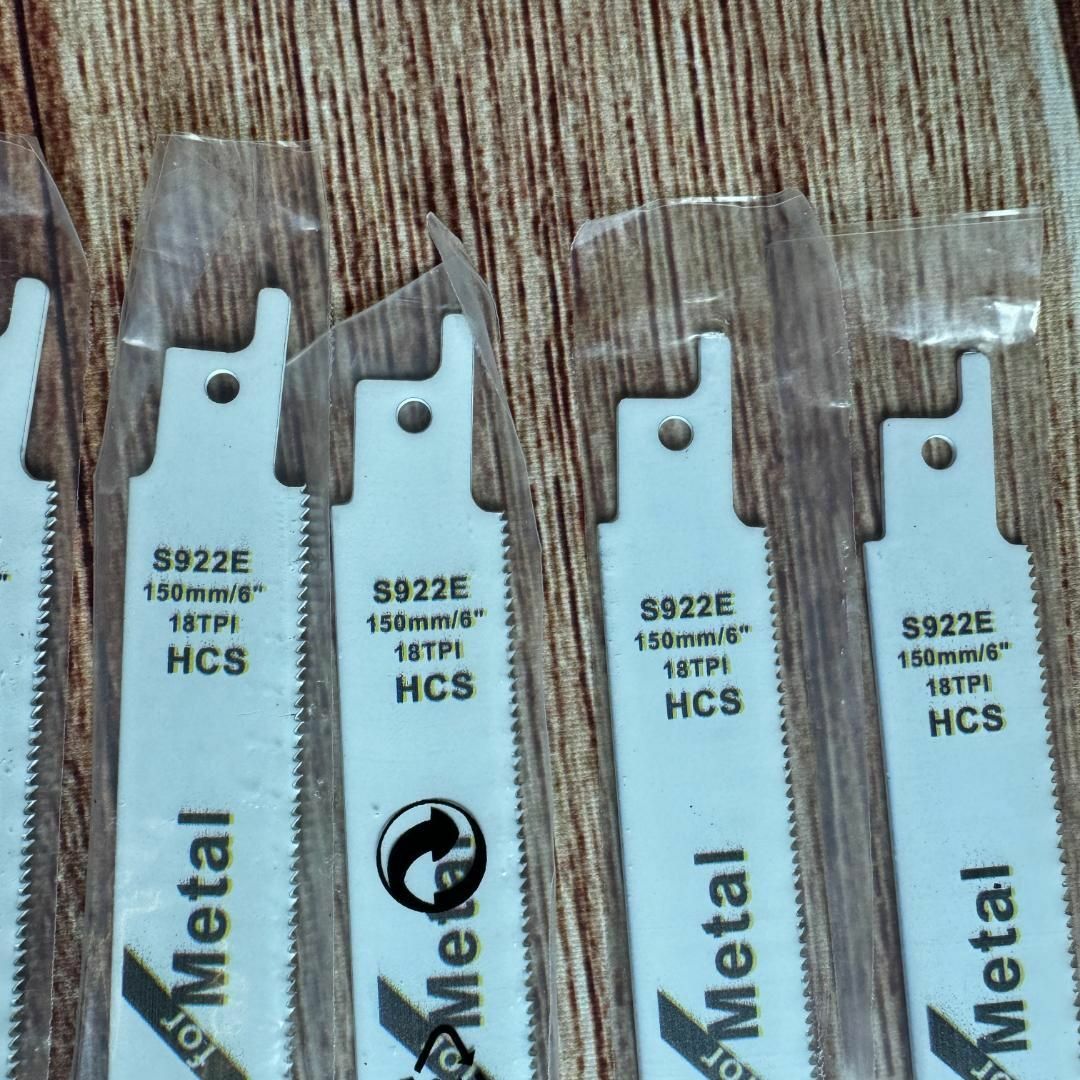 "
S922E
150mm/6"
18TPI
HCS
for Metal
S922E
150mm/6"
18TPI
HCS
for Metal
S922E
150mm/6"
18TPI
HCS
for Metal
S922E
150mm/6"
18TPI
HCS
for Metal